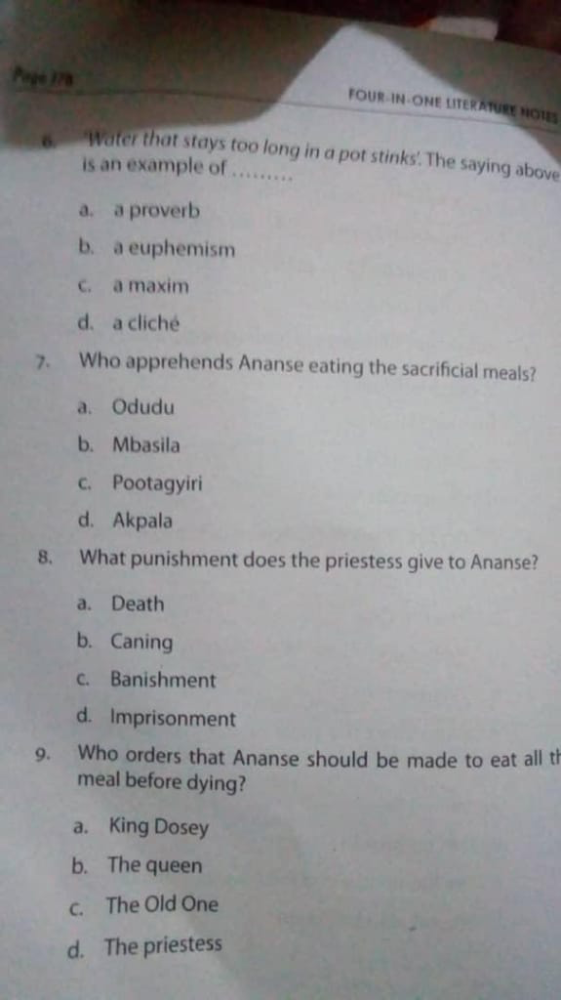 Page 178
FOUR-IN-ONE LITERATURE NOTES
6. 'Water that stays too long in a pot stinks'. The saying above
is an example of .........
a. a proverb
b. a euphemism
c. a maxim
d. a cliché
7. Who apprehends Ananse eating the sacrificial meals?
a. Odudu
b. Mbasila
c. Pootagyiri
d. Akpala
8. What punishment does the priestess give to Ananse?
a. Death
b. Caning
c. Banishment
d. Imprisonment
9. Who orders that Ananse should be made to eat all th
meal before dying?
a. King Dosey
b. The queen
c. The Old One
d. The priestess